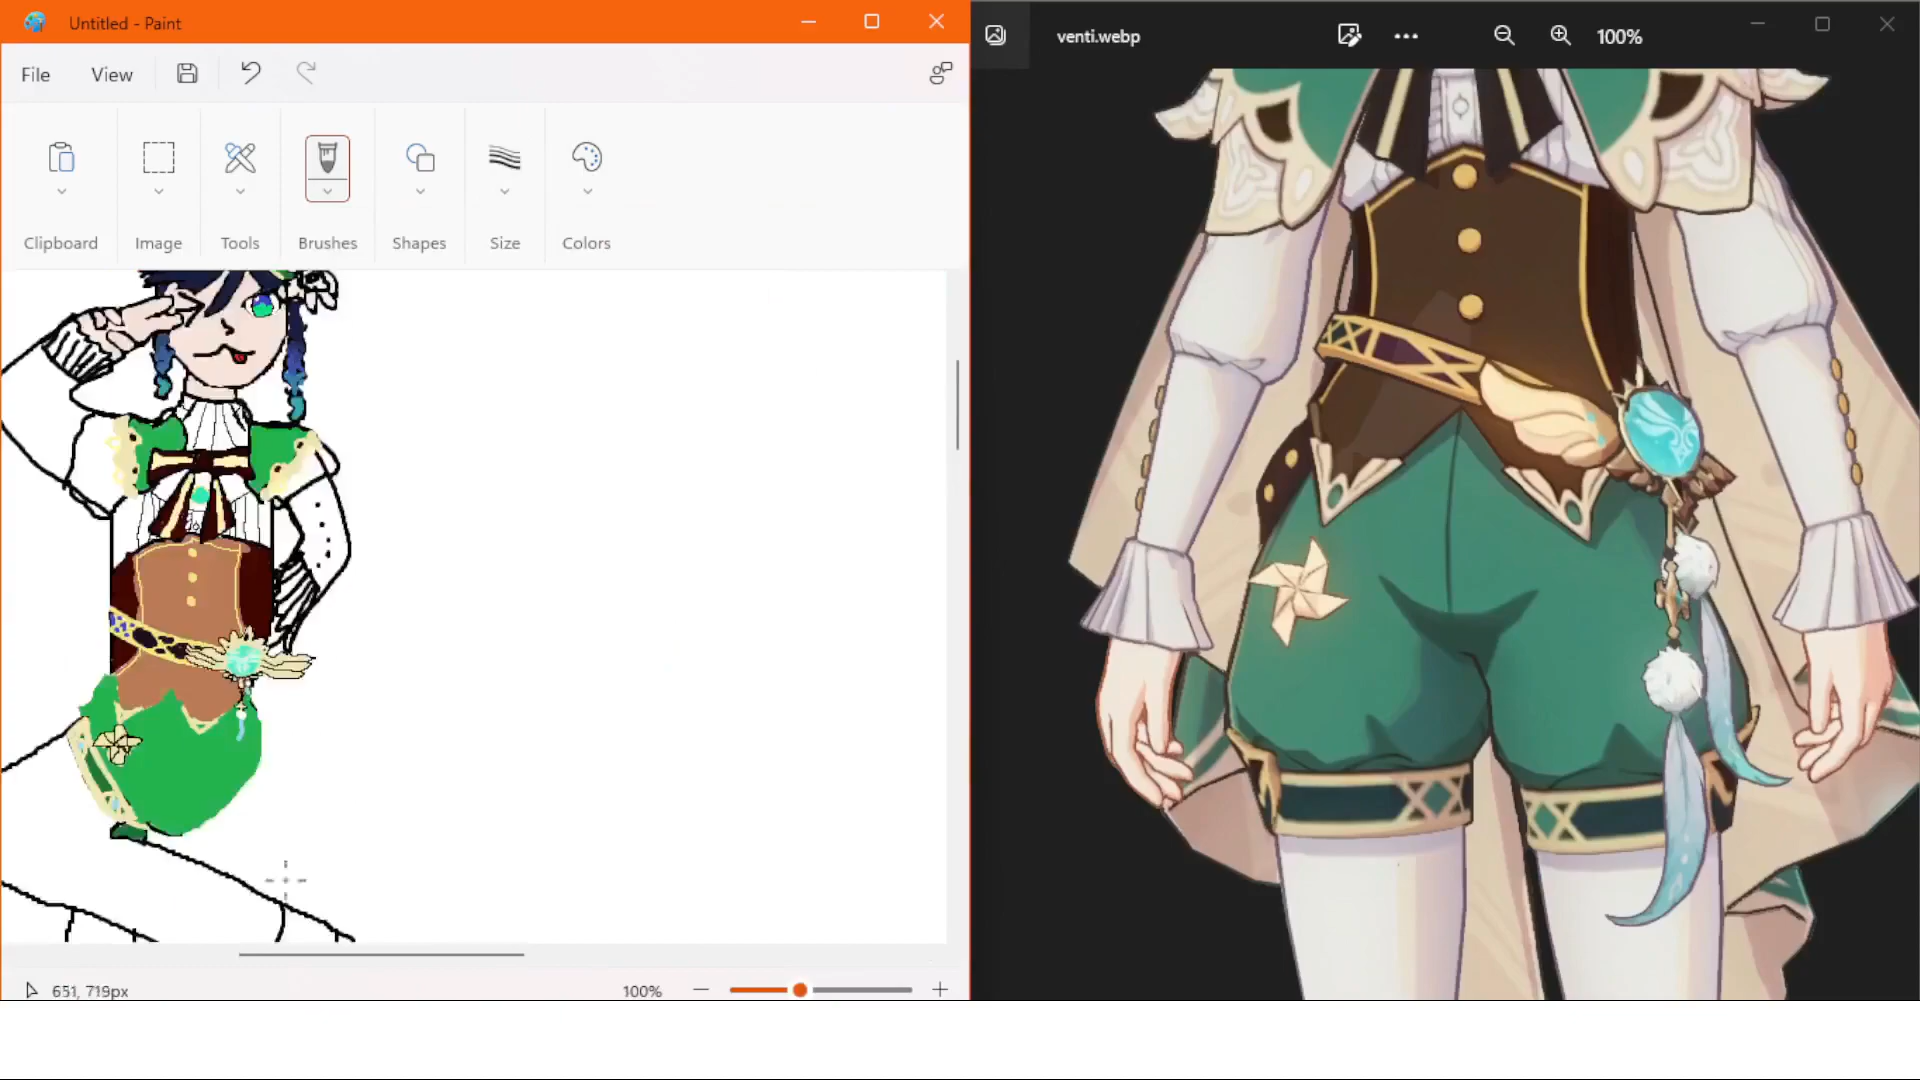 Untitled - Paint
File
View
Clipboard
Image
Tools
Brushes
Shapes
Size
Colors
651, 719px
100%
venti.webp
100%